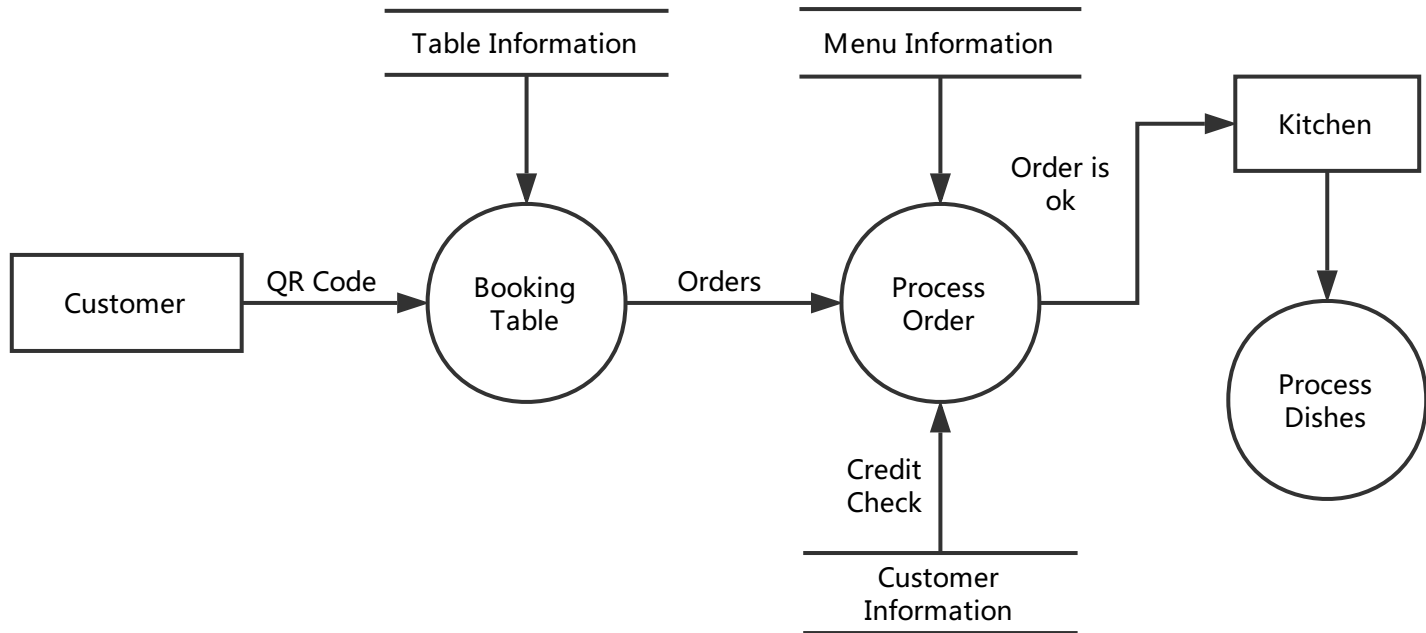 Table Information
Menu Information
Kitchen
Order is
ok
Customer
QR Code
Booking
Table
Orders
Process
Order
Process
Dishes
Credit
Check
Customer
Information